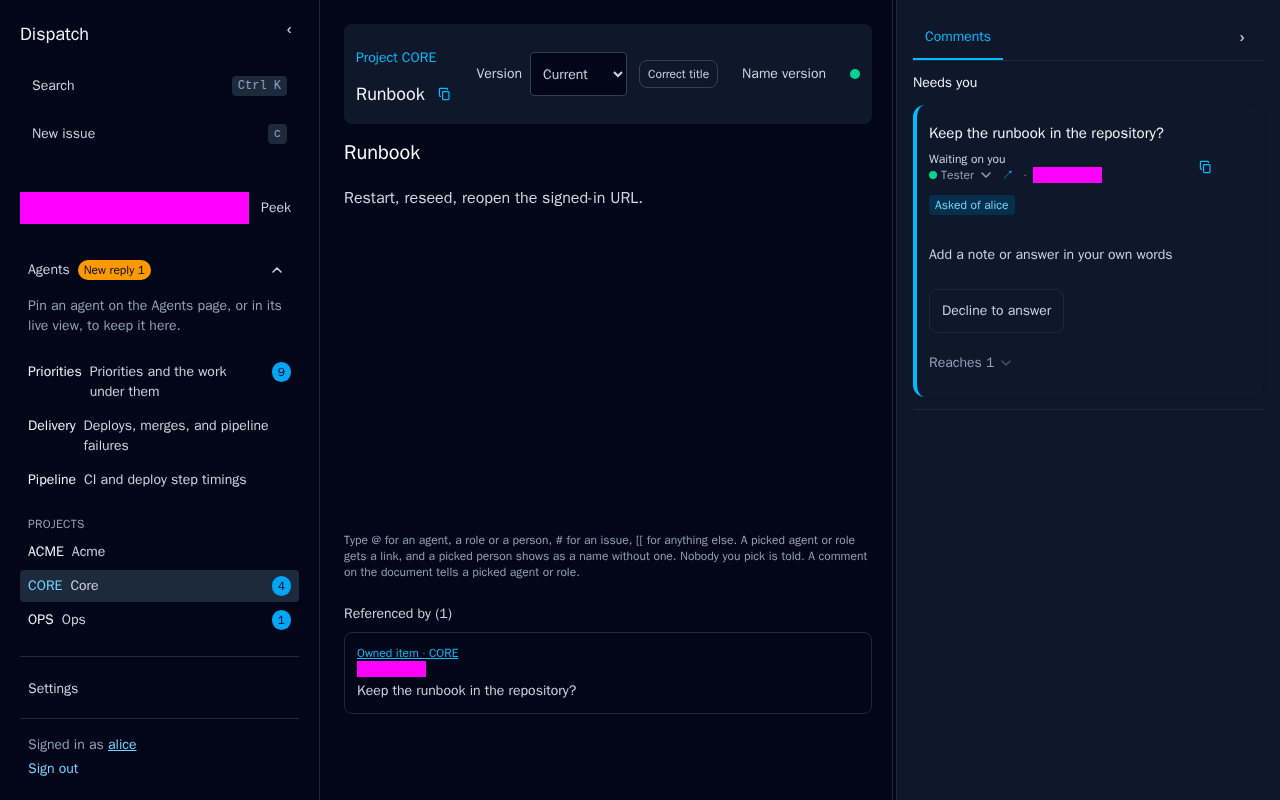 Dispatch
Search
Ctrl K
New issue
C
Peek
Agents
New reply 1
Pin an agent on the Agents page, or in its
live view, to keep it here.
Priorities
Priorities and the work
under them
9
Delivery
Deploys, merges, and pipeline
failures
Pipeline
CI and deploy step timings
PROJECTS
ACME Acme
CORE Core
4
OPS Ops
1
Settings
Signed in as alice
Sign out
Project CORE
Runbook
Version
Current
Correct title
Name version
Runbook
Restart, reseed, reopen the signed-in URL.
Type @ for an agent, a role or a person, # for an issue, [[ for anything else. A picked agent or role
gets a link, and a picked person shows as a name without one. Nobody you pick is told. A comment
on the document tells a picked agent or role.
Referenced by (1)
Owned item · CORE
Keep the runbook in the repository?
Comments
Needs you
Keep the runbook in the repository?
Waiting on you
Tester
·
Asked of alice
Add a note or answer in your own words
Decline to answer
Reaches 1